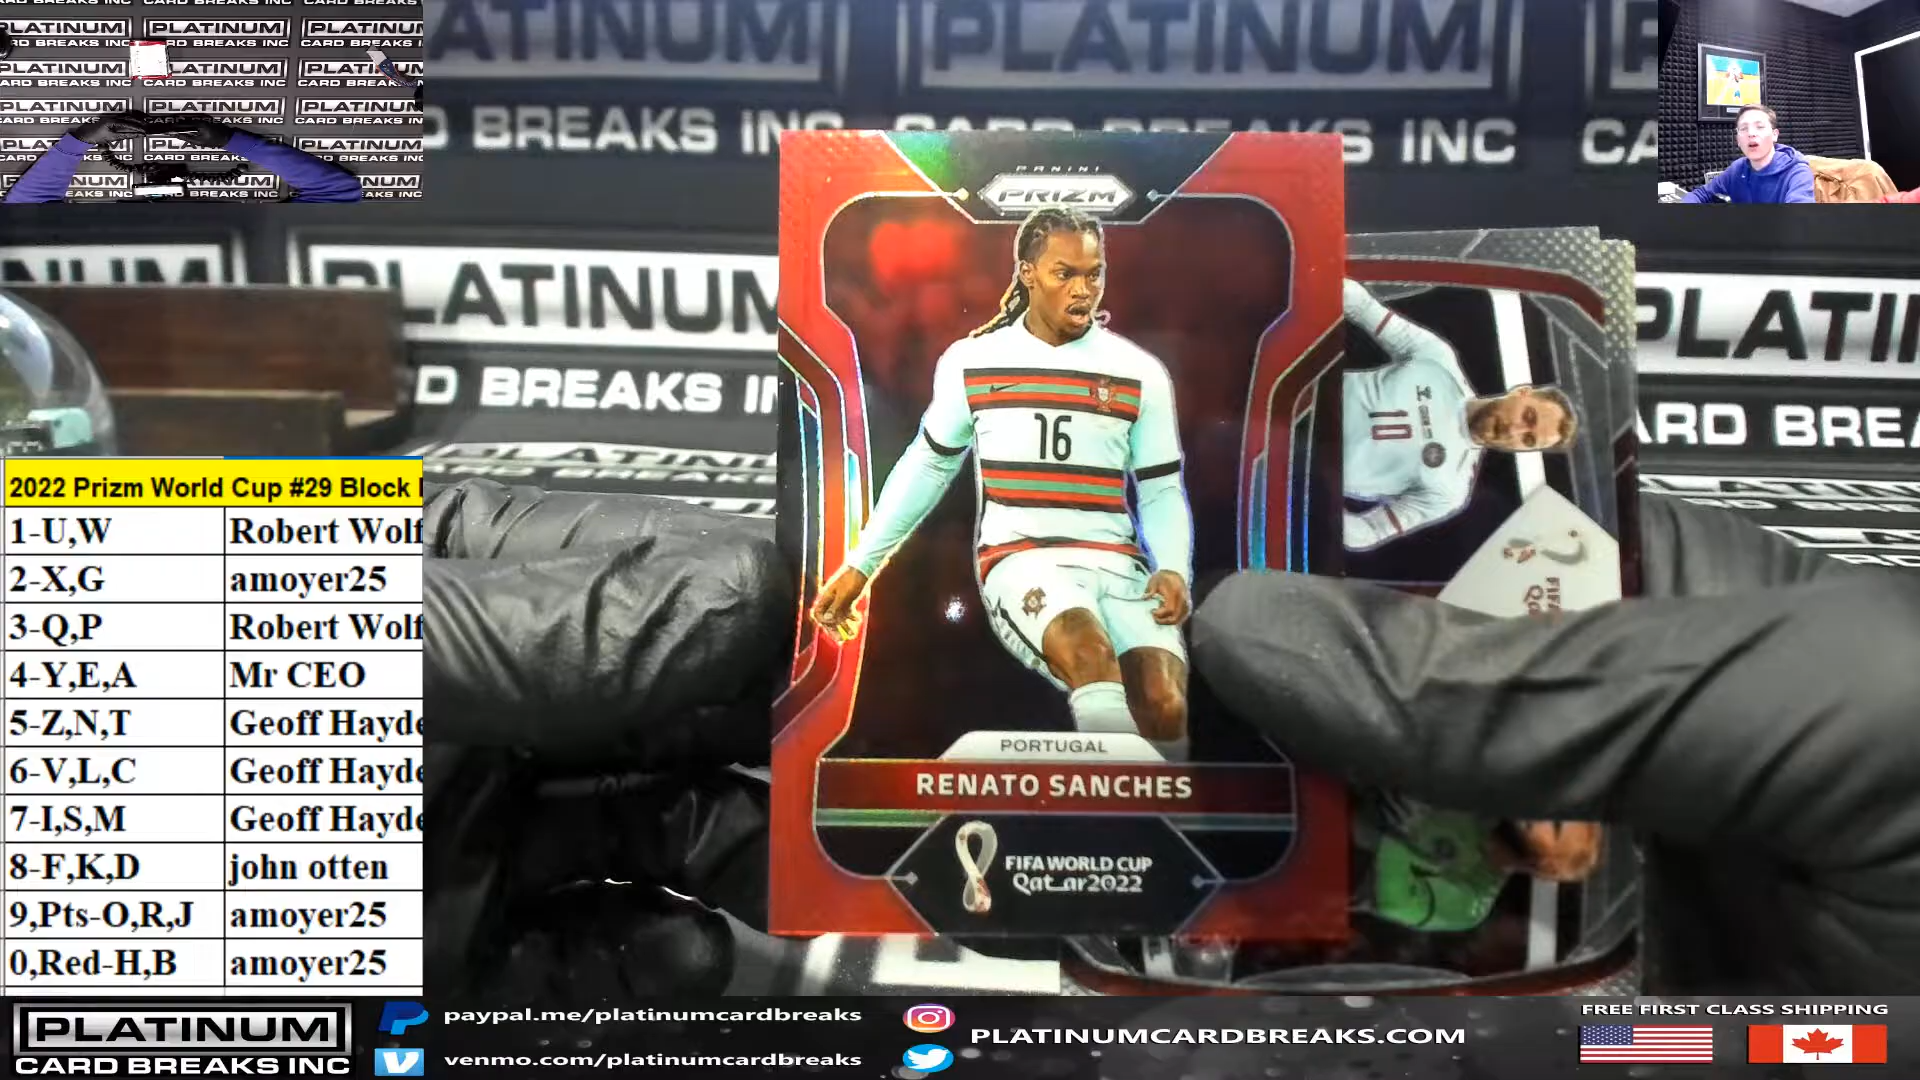 PLATINUM
CARD BREAKS INC
PANINI
PRIZM
16
10
PORTUGAL
RENATO SANCHES
FIFA WORLD CUP
Qatar2022
2022 Prizm World Cup #29 Block
1-U,W Robert Wolf
2-X,G amoyer25
3-Q,P Robert Wolf
4-Y,E,A Mr CEO
5-Z,N,T Geoff Hayde
6-V,L,C Geoff Hayde
7-I,S,M Geoff Hayde
8-F,K,D john otten
9,Pts-O,R,J amoyer25
0,Red-H,B amoyer25
PLATINUM
CARD BREAKS INC
paypal.me/platinumcardbreaks
venmo.com/platinumcardbreaks
PLATINUMCARDBREAKS.COM
FREE FIRST CLASS SHIPPING